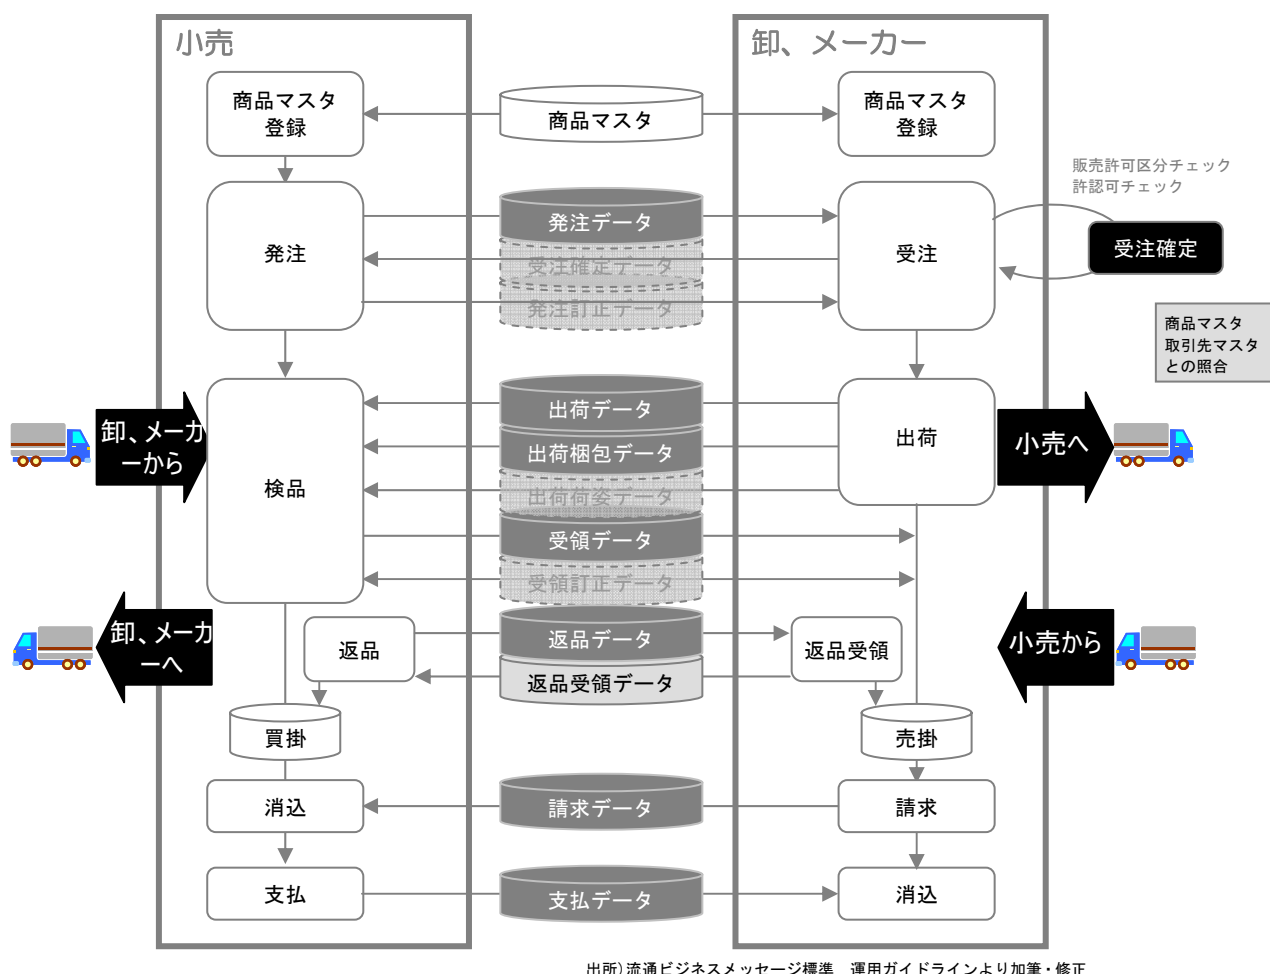 小売
卸、メーカー
商品マスタ
登録
商品マスタ
商品マスタ
登録
販売許可区分チェック
許認可チェック
発注
発注データ
受注確定データ
発注訂正データ
受注
受注確定
商品マスタ
取引先マスタ
との照合
卸、メーカ
ーから
検品
出荷データ
出荷梱包データ
出荷荷姿データ
受領データ
受領訂正データ
出荷
小売へ
卸、メーカ
ーへ
返品
返品データ
返品受領データ
返品受領
小売から
買掛
売掛
消込
請求データ
請求
支払
支払データ
消込
出所)流通ビジネスメッセージ標準　運用ガイドラインより加筆・修正